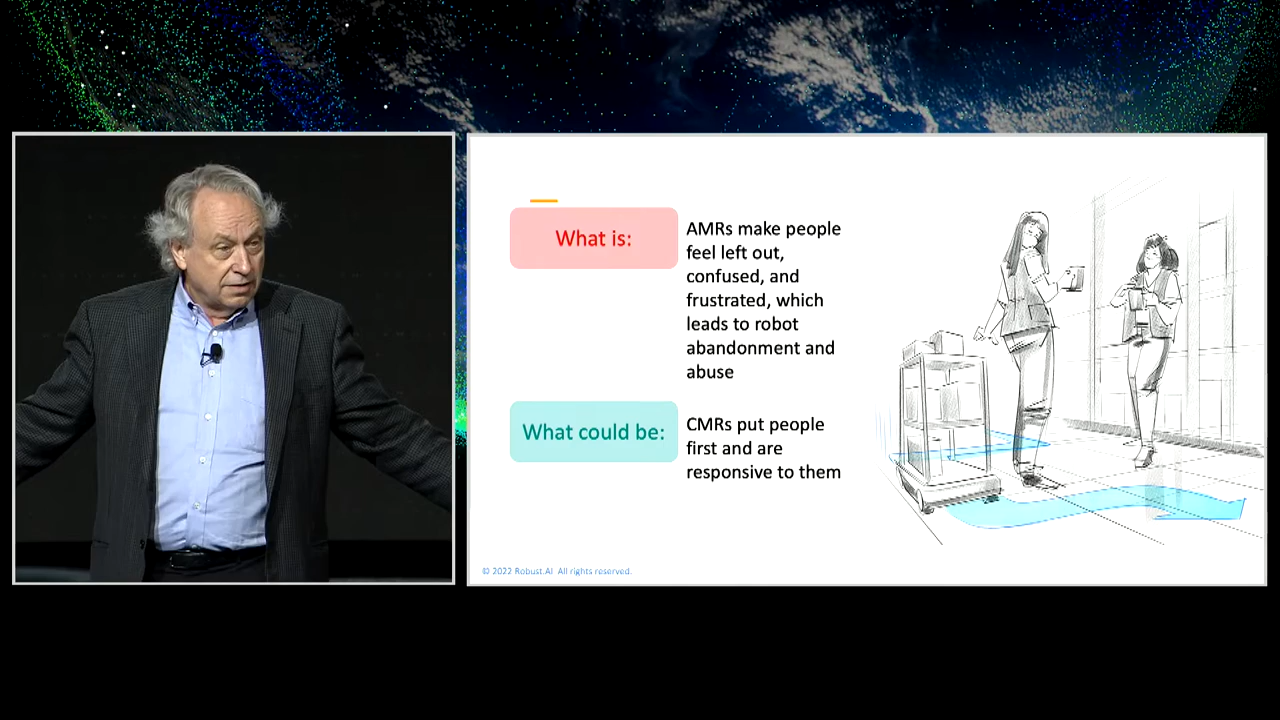 What is:
AMRs make people
feel left out,
confused, and
frustrated, which
leads to robot
abandonment and
abuse
What could be:
CMRs put people
first and are
responsive to them
© 2022 Robust.AI All rights reserved.